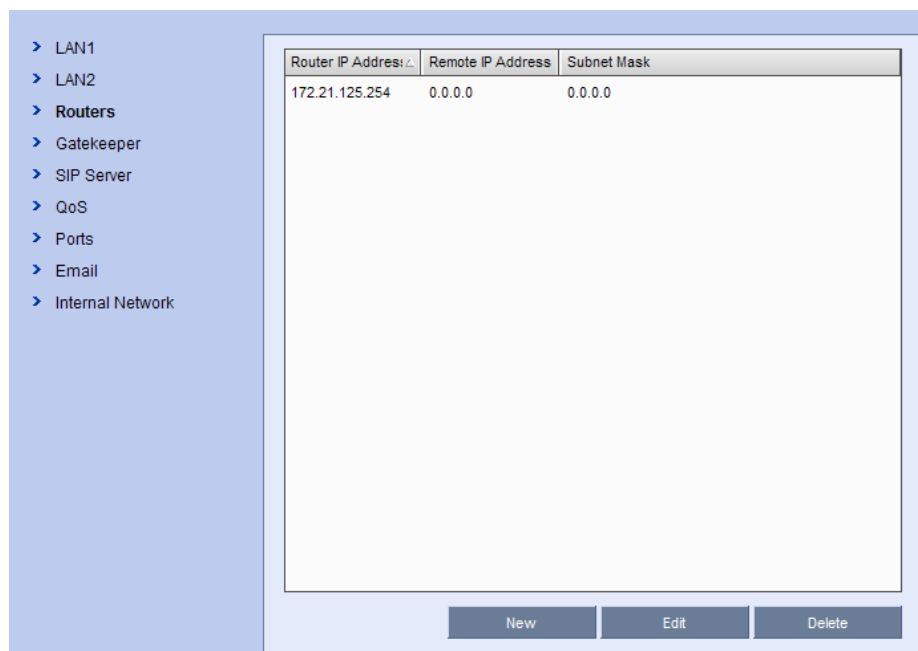 LAN1
LAN2
Routers
Gatekeeper
SIP Server
QoS
Ports
Email
Internal Network
Router IP Address Remote IP Address Subnet Mask
172.21.125.254 0.0.0.0 0.0.0.0
New Edit Delete